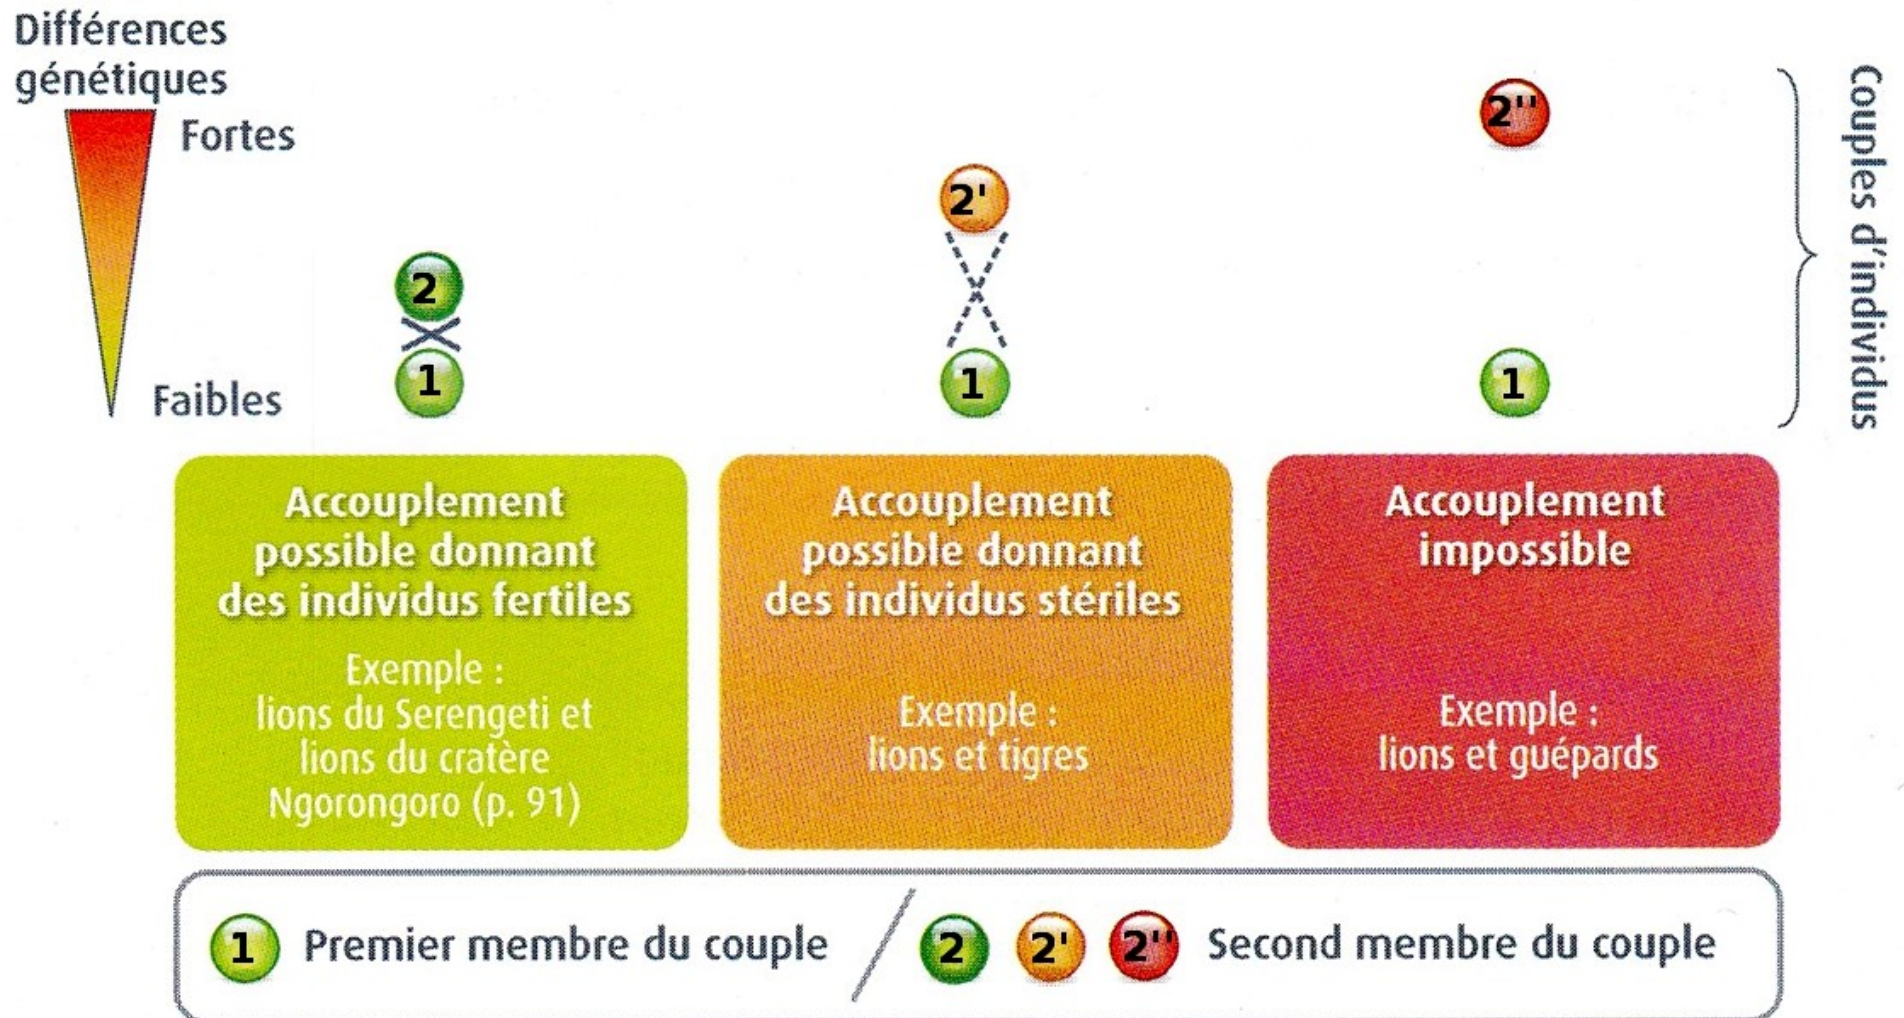 Différences
génétiques
Fortes
Faibles
2
1
2'
1
2''
1
Couples d'individus
Accouplement
possible donnant
des individus fertiles
Exemple :
lions du Serengeti et
lions du cratère
Ngorongoro (p. 91)
Accouplement
possible donnant
des individus stériles
Exemple :
lions et tigres
Accouplement
impossible
Exemple :
lions et guépards
1 Premier membre du couple / 2 2' 2'' Second membre du couple